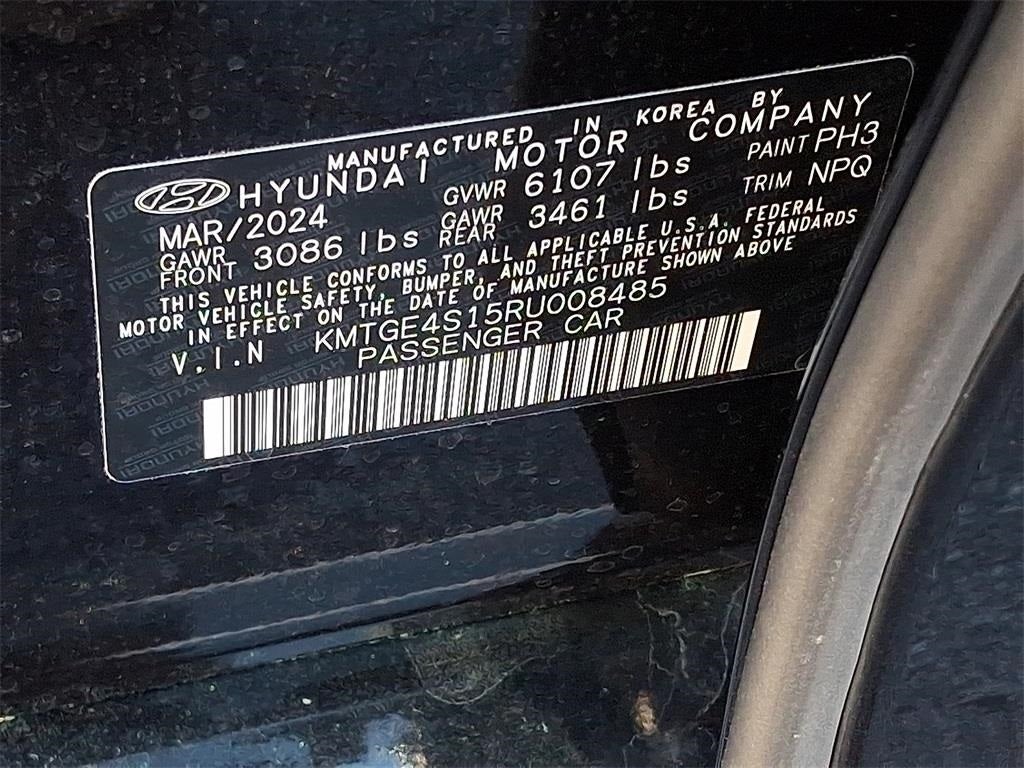 MANUFACTURED IN KOREA BY
HYUNDAI MOTOR COMPANY
MAR/2024 GVWR 6107 lbs PAINT PH3
GAWR FRONT 3086 lbs GAWR REAR 3461 lbs TRIM NPQ
THIS VEHICLE CONFORMS TO ALL APPLICABLE U.S.A. FEDERAL
MOTOR VEHICLE SAFETY, BUMPER, AND THEFT PREVENTION STANDARDS
IN EFFECT ON THE DATE OF MANUFACTURE SHOWN ABOVE
V.I.N KMTGE4S15RU008485
PASSENGER CAR